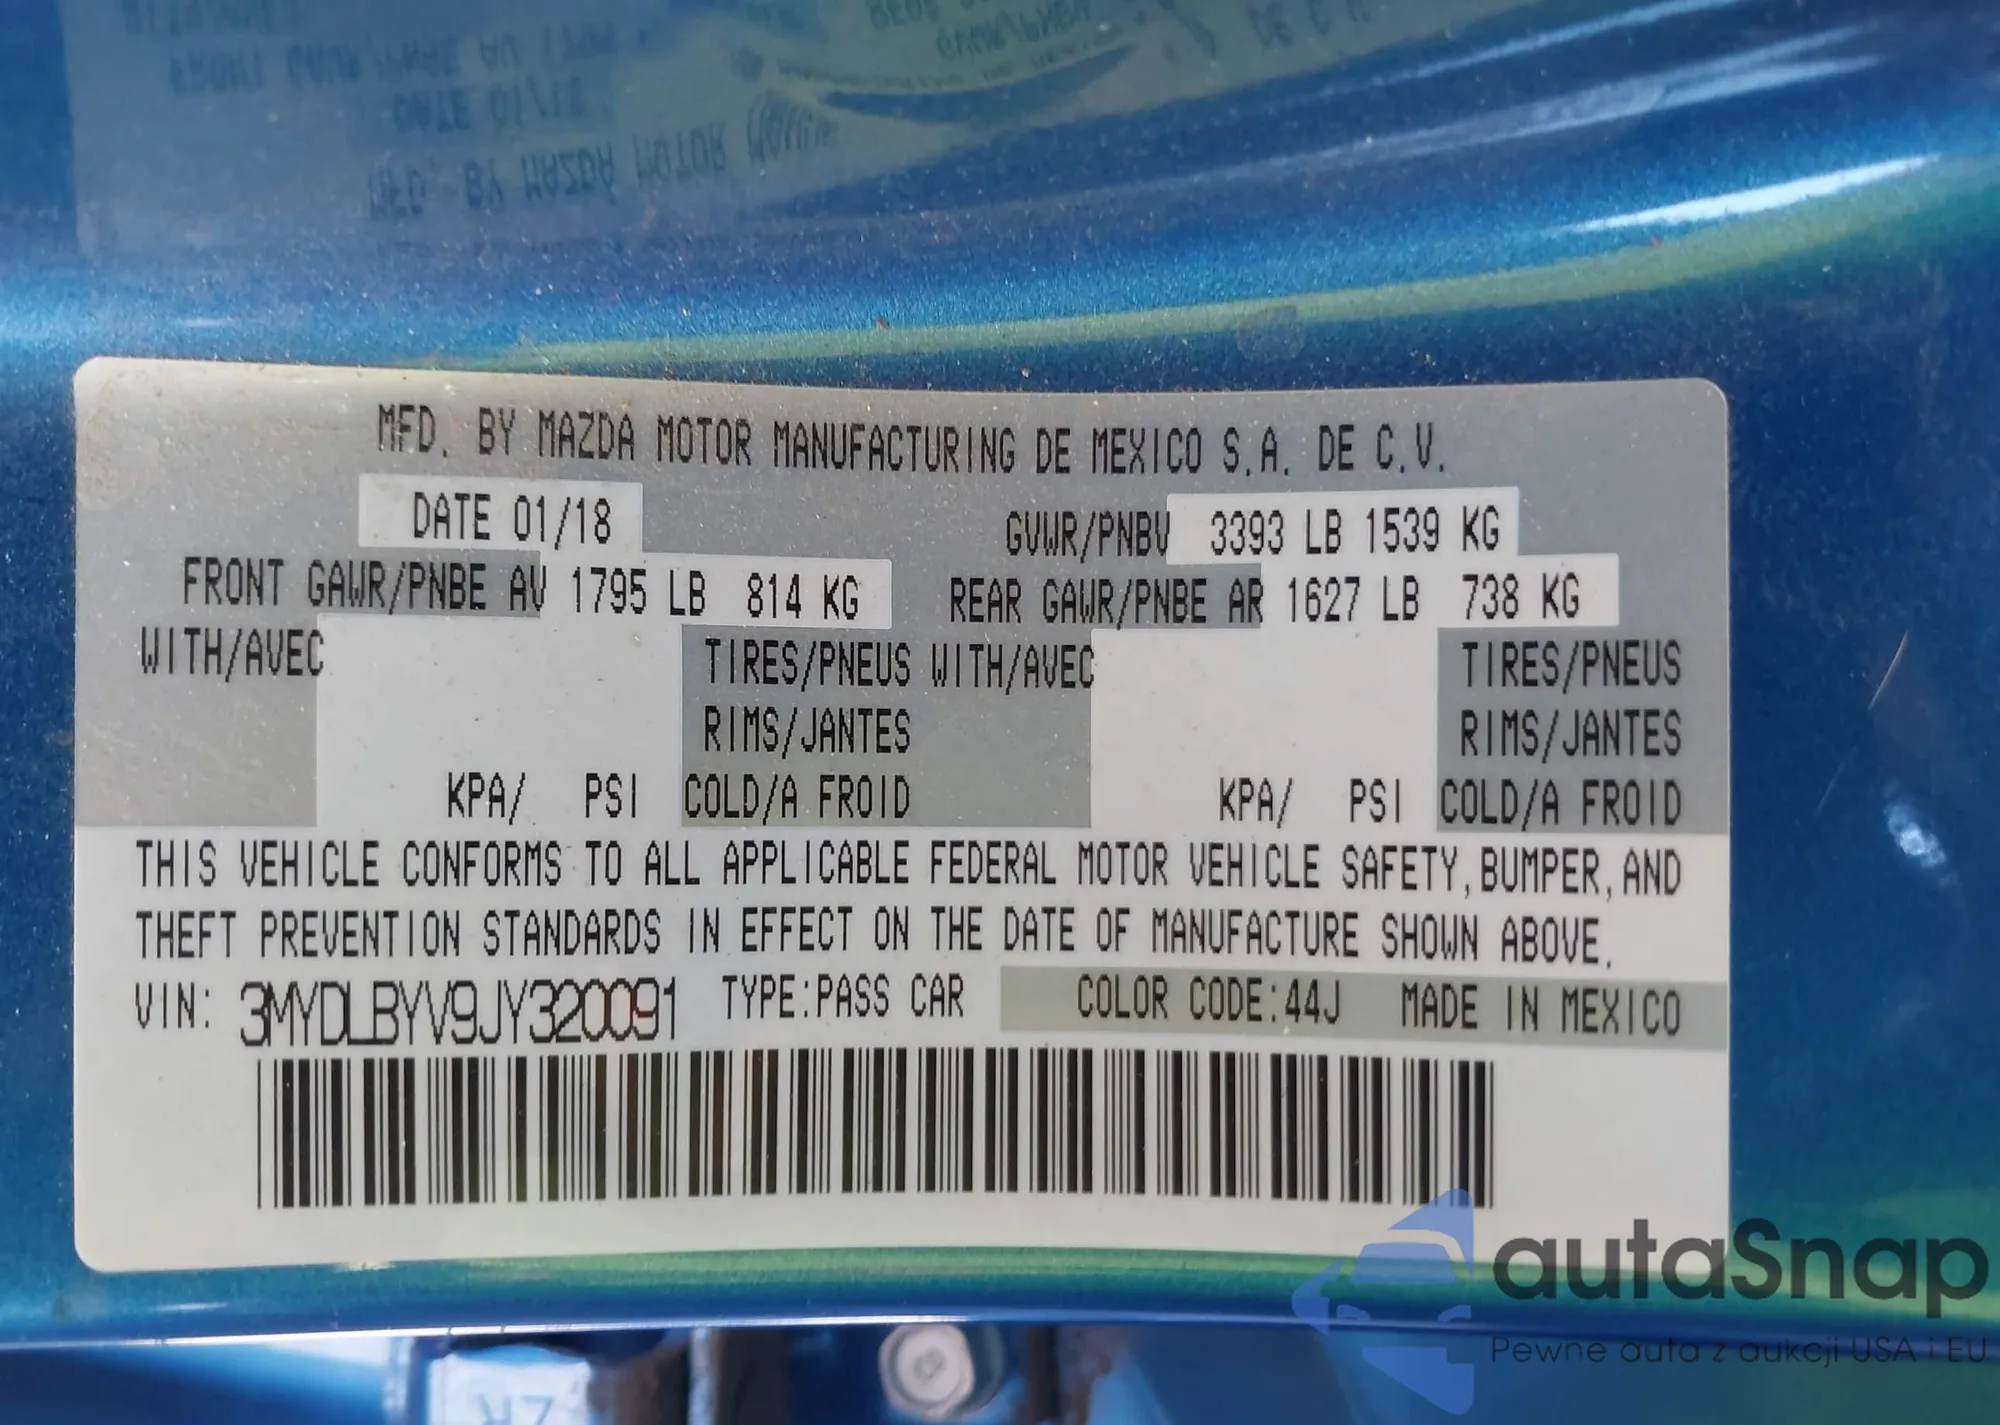 MFD. BY MAZDA MOTOR MANUFACTURING DE MEXICO S.A. DE C.V.
DATE 01/18 GVWR/PNBV 3393 LB 1539 KG
FRONT GAWR/PNBE AV 1795 LB 814 KG REAR GAWR/PNBE AR 1627 LB 738 KG
WITH/AVEC TIRES/PNEUS WITH/AVEC TIRES/PNEUS
RIMS/JANTES RIMS/JANTES
KPA/ PSI COLD/A FROID KPA/ PSI COLD/A FROID
THIS VEHICLE CONFORMS TO ALL APPLICABLE FEDERAL MOTOR VEHICLE SAFETY, BUMPER, AND
THEFT PREVENTION STANDARDS IN EFFECT ON THE DATE OF MANUFACTURE SHOWN ABOVE.
VIN: 3MYDLBYV9JY320091 TYPE:PASS CAR COLOR CODE:44J MADE IN MEXICO
autaSnap
Pewne auta z aukcji USA i EU